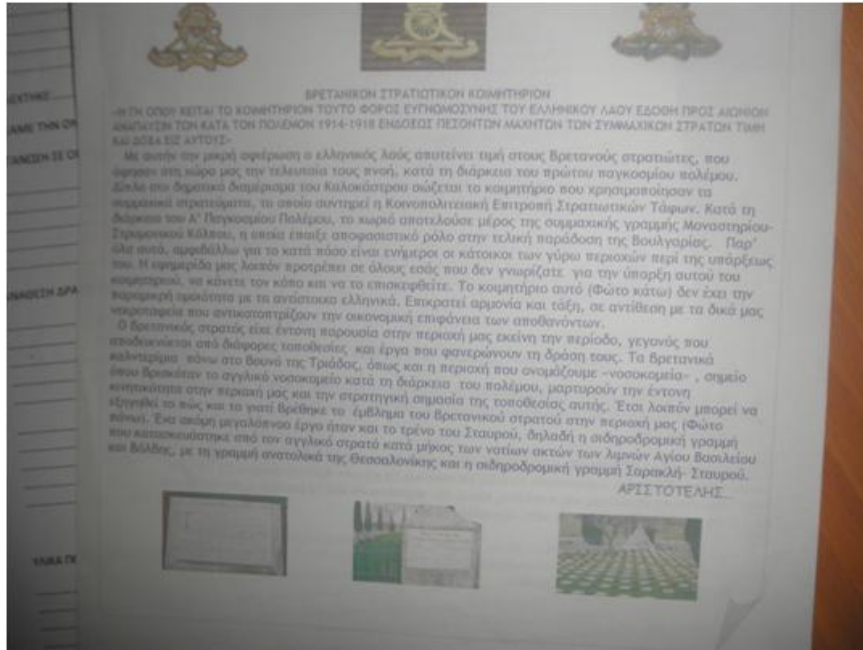 ΒΡΕΤΑΝΙΚΟΝ ΣΤΡΑΤΙΩΤΙΚΟΝ ΚΟΙΜΗΤΗΡΙΟΝ
«Η ΓΗ ΟΠΟΥ ΚΕΙΤΑΙ ΤΟ ΚΟΙΜΗΤΗΡΙΟΝ ΤΟΥΤΟ ΦΟΡΟΣ ΕΥΓΝΩΜΟΣΥΝΗΣ ΤΟΥ ΕΛΛΗΝΙΚΟΥ ΛΑΟΥ ΕΔΟΘΗ ΠΡΟΣ ΑΙΩΝΙΟΝ
ΑΝΑΠΑΥΣΙΝ ΤΩΝ ΚΑΤΑ ΤΟΝ ΠΟΛΕΜΟΝ 1914-1918 ΕΝΔΟΞΩΣ ΠΕΣΟΝΤΩΝ ΜΑΧΗΤΩΝ ΤΩΝ ΣΥΜΜΑΧΙΚΩΝ ΣΤΡΑΤΩΝ ΤΙΜΗ
ΚΑΙ ΔΟΞΑ ΕΙΣ ΑΥΤΟΥΣ»
Με αυτήν την μικρή αφιέρωση ο ελληνικός λαός αποτείνει τιμή στους Βρετανούς στρατιώτες, που
άφησαν στη χώρα μας την τελευταία τους πνοή, κατά τη διάρκεια του πρώτου παγκοσμίου πολέμου.
Δίπλα στο δημοτικό διαμέρισμα του Καλοκάστρου σώζεται το κοιμητήριο που χρησιμοποίησαν τα
συμμαχικά στρατεύματα, το οποίο συντηρεί η Κοινοπολιτειακή Επιτροπή Στρατιωτικών Τάφων. Κατά τη
διάρκεια του Α' Παγκοσμίου Πολέμου, το χωριό αποτελούσε μέρος της συμμαχικής γραμμής Μοναστηρίου-
Στρυμονικού Κόλπου, η οποία έπαιξε αποφασιστικό ρόλο στην τελική παράδοση της Βουλγαρίας. Παρ'
όλα αυτά, αμφιβάλλω για το κατά πόσο είναι ενήμεροι οι κάτοικοι των γύρω περιοχών περί της υπάρξεως
του. Η εφημερίδα μας λοιπόν προτρέπει σε όλους εσάς που δεν γνωρίζατε για την ύπαρξη αυτού του
κοιμητηρίου, να κάνετε τον κόπο και να το επισκεφθείτε. Το κοιμητήριο αυτό (Φώτο κάτω) δεν έχει την
παραμικρή ομοιότητα με τα αντίστοιχα ελληνικά. Επικρατεί αρμονία και τάξη, σε αντίθεση με τα δικά μας
νεκροταφεία που αντικατοπτρίζουν την οικονομική επιφάνεια των αποθανόντων.
Ο Βρετανικός στρατός είχε έντονη παρουσία στην περιοχή μας εκείνη την περίοδο, γεγονός που
αποδεικνύεται από διάφορες τοποθεσίες και έργα που φανερώνουν τη δράση τους. Τα Βρετανικά
καλντερίμια πάνω στο βουνό της Τριάδας, όπως και η περιοχή που ονομάζουμε «νοσοκομεία» , σημείο
όπου βρισκόταν το αγγλικό νοσοκομείο κατά τη διάρκεια του πολέμου, μαρτυρούν την έντονη
κινητικότητα στην περιοχή μας και την στρατηγική σημασία της τοποθεσίας αυτής. Έτσι λοιπόν μπορεί να
εξηγηθεί το πώς και το γιατί βρέθηκε το έμβλημα του Βρετανικού στρατού στην περιοχή μας (Φώτο
πάνω). Ένα ακόμη μεγαλόπνοο έργο ήταν και το τρένο του Σταυρού, δηλαδή η σιδηροδρομική γραμμή
που κατασκευάστηκε από τον αγγλικό στρατό κατά μήκος των νοτίων ακτών των λιμνών Αγίου Βασιλείου
και Βόλβης, με τη γραμμή ανατολικά της Θεσσαλονίκης και η σιδηροδρομική γραμμή Σαρακλή- Σταυρού.
ΑΡΙΣΤΟΤΕΛΗΣ